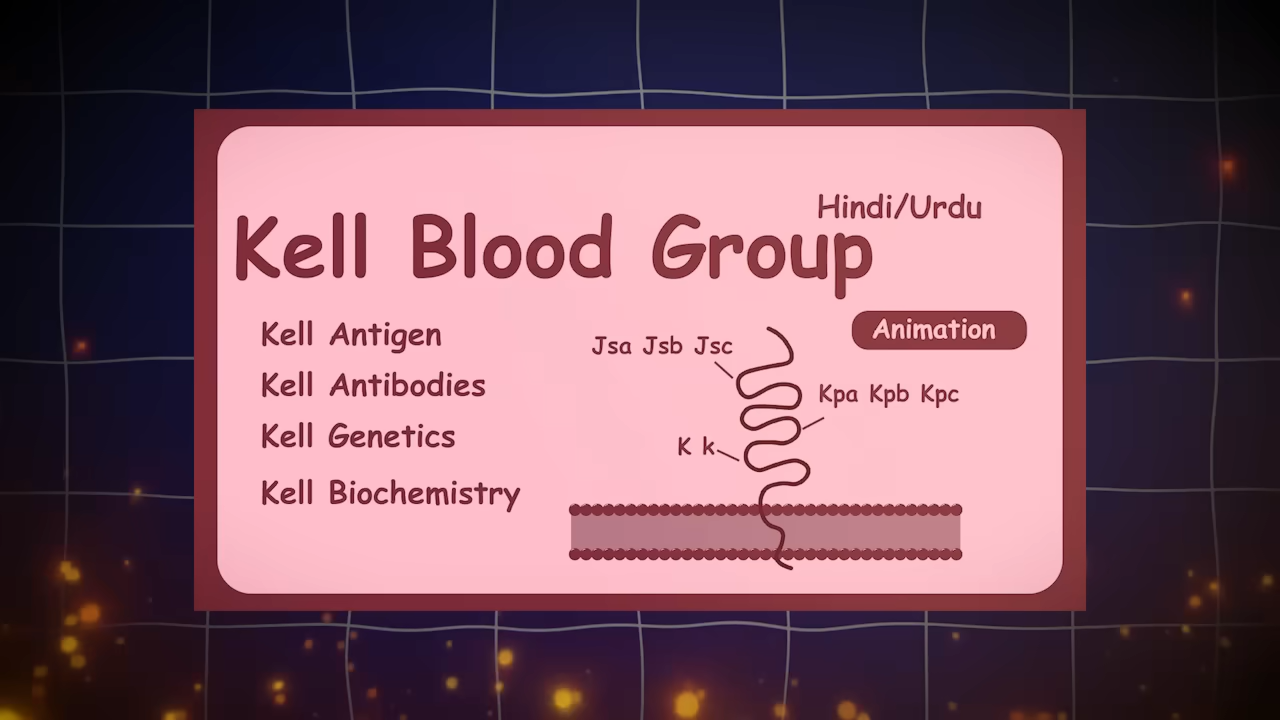 Hindi/Urdu
Kell Blood Group
Animation
Kell Antigen
Kell Antibodies
Kell Genetics
Kell Biochemistry
Jsa Jsb Jsc
Kpa Kpb Kpc
K k